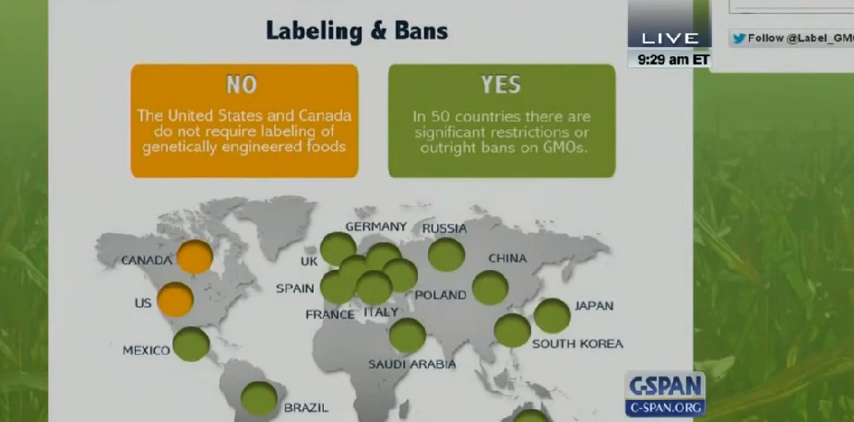 Labeling & Bans
LIVE
9:29 am ET
Follow @Label_GMO
NO
The United States and Canada
do not require labeling of
genetically engineered foods
YES
In 50 countries there are
significant restrictions or
outright bans on GMOs.
GERMANY
RUSSIA
CANADA
UK
CHINA
SPAIN
POLAND
US
FRANCE
ITALY
JAPAN
MEXICO
SOUTH KOREA
SAUDI ARABIA
BRAZIL
C-SPAN
C-SPAN.ORG